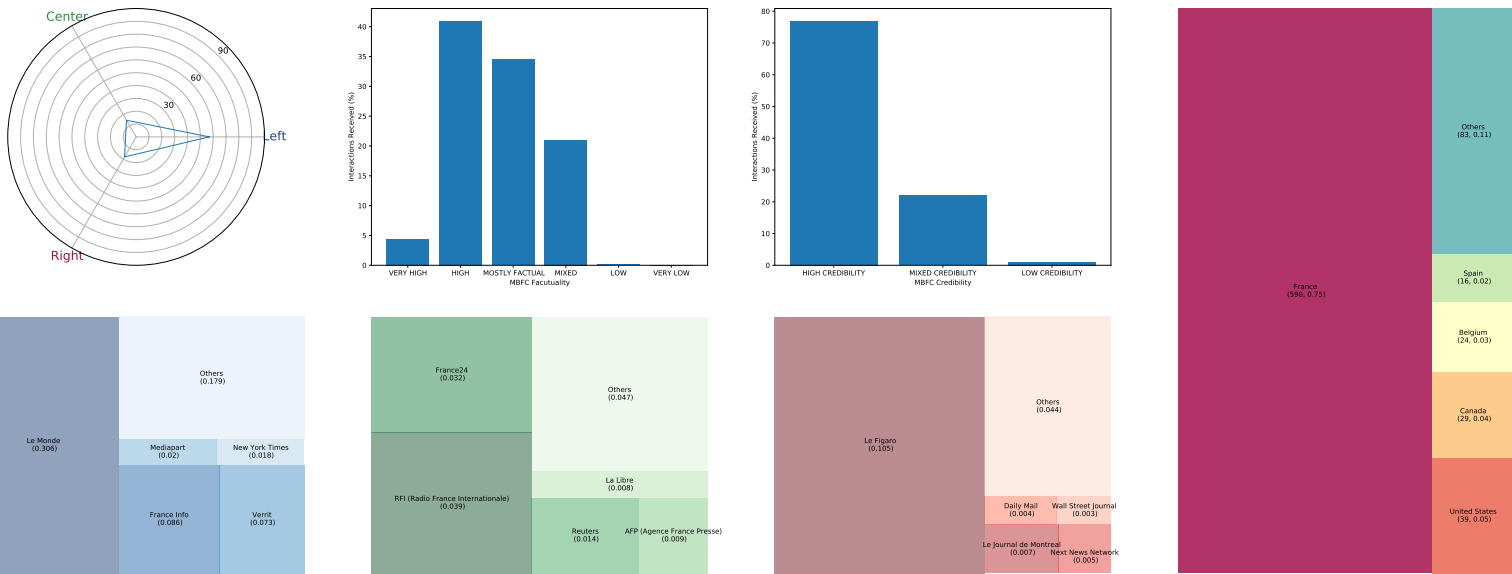 Center
90
60
30
Left
Right
40
35
30
25
20
15
10
5
0
Interactions Received (%)
VERY HIGH
HIGH
MOSTLY FACTUAL
MIXED
LOW
VERY LOW
MBFC Facutuality
80
70
60
50
40
30
20
10
0
Interactions Received (%)
HIGH CREDIBILITY
MIXED CREDIBILITY
LOW CREDIBILITY
MBFC Credibility
France
(590, 0.75)
Others
(83, 0.11)
Spain
(16, 0.02)
Belgium
(24, 0.03)
Canada
(29, 0.04)
United States
(39, 0.05)
Le Monde
(0.306)
Others
(0.179)
Mediapart
(0.02)
New York Times
(0.018)
France Info
(0.086)
Verrit
(0.073)
France24
(0.032)
RFI (Radio France Internationale)
(0.039)
Others
(0.047)
La Libre
(0.008)
Reuters
(0.014)
AFP (Agence France Presse)
(0.009)
Le Figaro
(0.105)
Others
(0.044)
Daily Mail
(0.004)
Wall Street Journal
(0.003)
Le Journal de Montreal
(0.007)
Next News Network
(0.005)